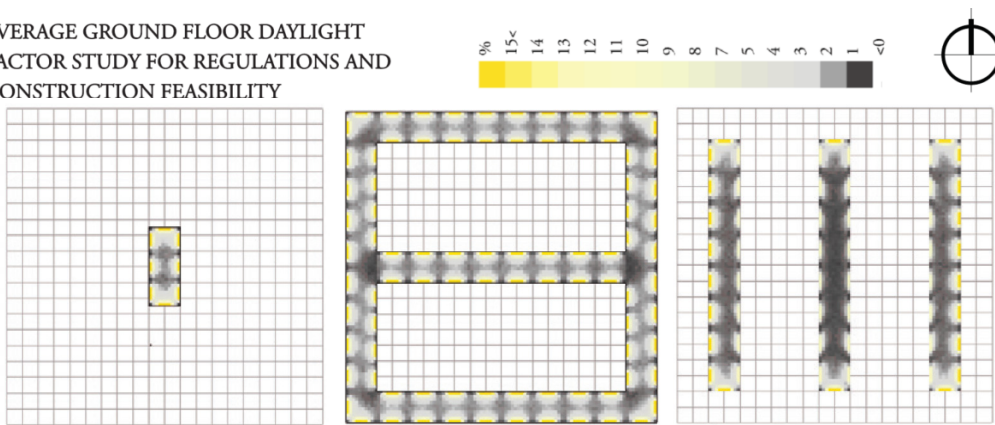 VERAGE GROUND FLOOR DAYLIGHT
ACTOR STUDY FOR REGULATIONS AND
ONSTRUCTION FEASIBILITY
% 15< 14 13 12 11 10 9 8 7 5 4 3 2 1 <0